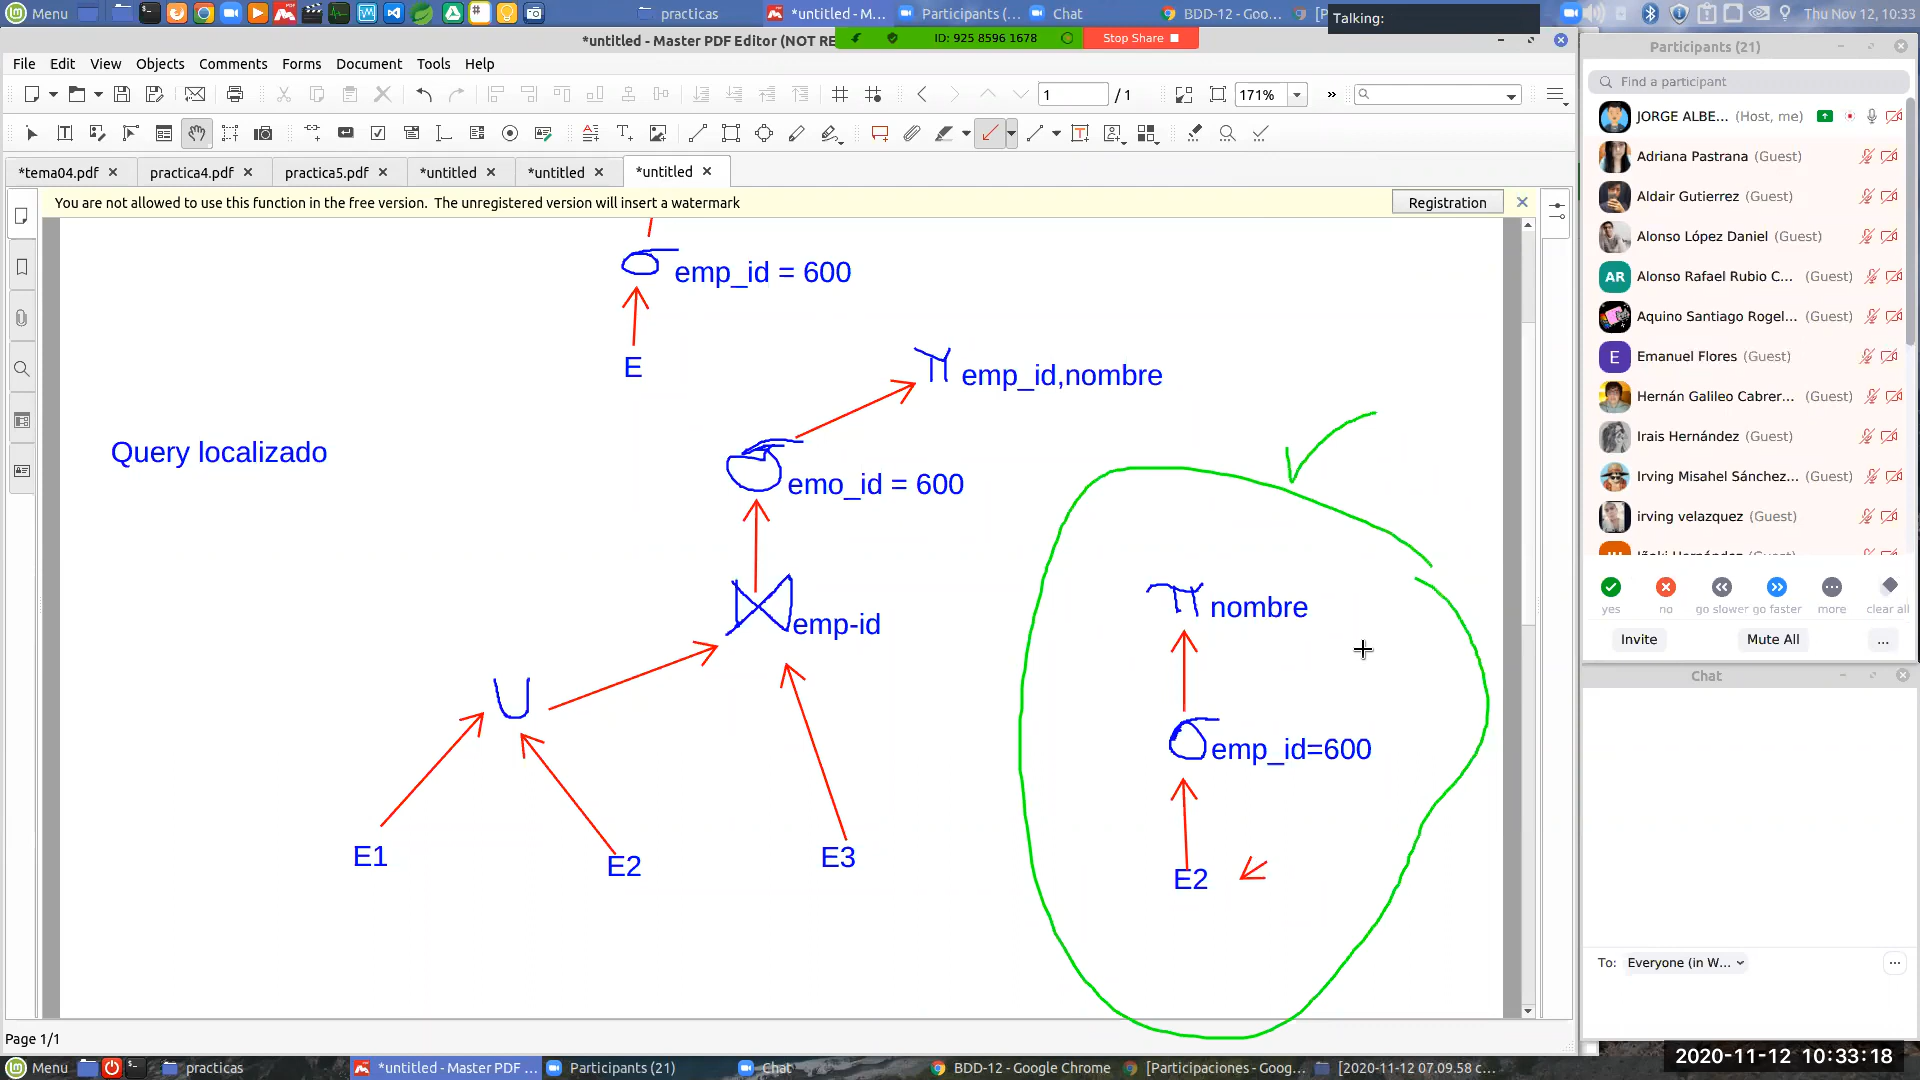 Menu
practicas
*untitled - M...
Participants (...
Chat
BDD-12 - Goo...
Talking:
Thu Nov 12, 10:33
*untitled - Master PDF Editor (NOT RE
ID: 925 8596 1678
Stop Share
File Edit View Objects Comments Forms Tools Document Help
1 / 1
171%
*tema04.pdf
practica4.pdf
practica5.pdf
*untitled
*untitled
*untitled
You are not allowed to use this function in the free version. The unregistered version will insert a watermark
Registration
σ emp_id = 600
E
π emp_id,nombre
Query localizado
σ emo_id = 600
⋈ emp-id
U
E1
E2
E3
π nombre
σ emp_id=600
E2
Page 1/1
Participants (21)
Find a participant
JORGE ALBE... (Host, me)
Adriana Pastrana (Guest)
Aldair Gutierrez (Guest)
Alonso López Daniel (Guest)
AR Alonso Rafael Rubio C... (Guest)
Aquino Santiago Rogel... (Guest)
E Emanuel Flores (Guest)
Hernán Galileo Cabrer... (Guest)
Irais Hernández (Guest)
Irving Misahel Sánchez... (Guest)
irving velazquez (Guest)
yes no go slower go faster more clear all
Invite
Mute All
...
Chat
To: Everyone (in W...
Menu
practicas
*untitled - Master PDF ...
Participants (21)
Chat
BDD-12 - Google Chrome
[Participaciones - Goog...
[2020-11-12 07.09.58 c...
2020-11-12 10:33:18